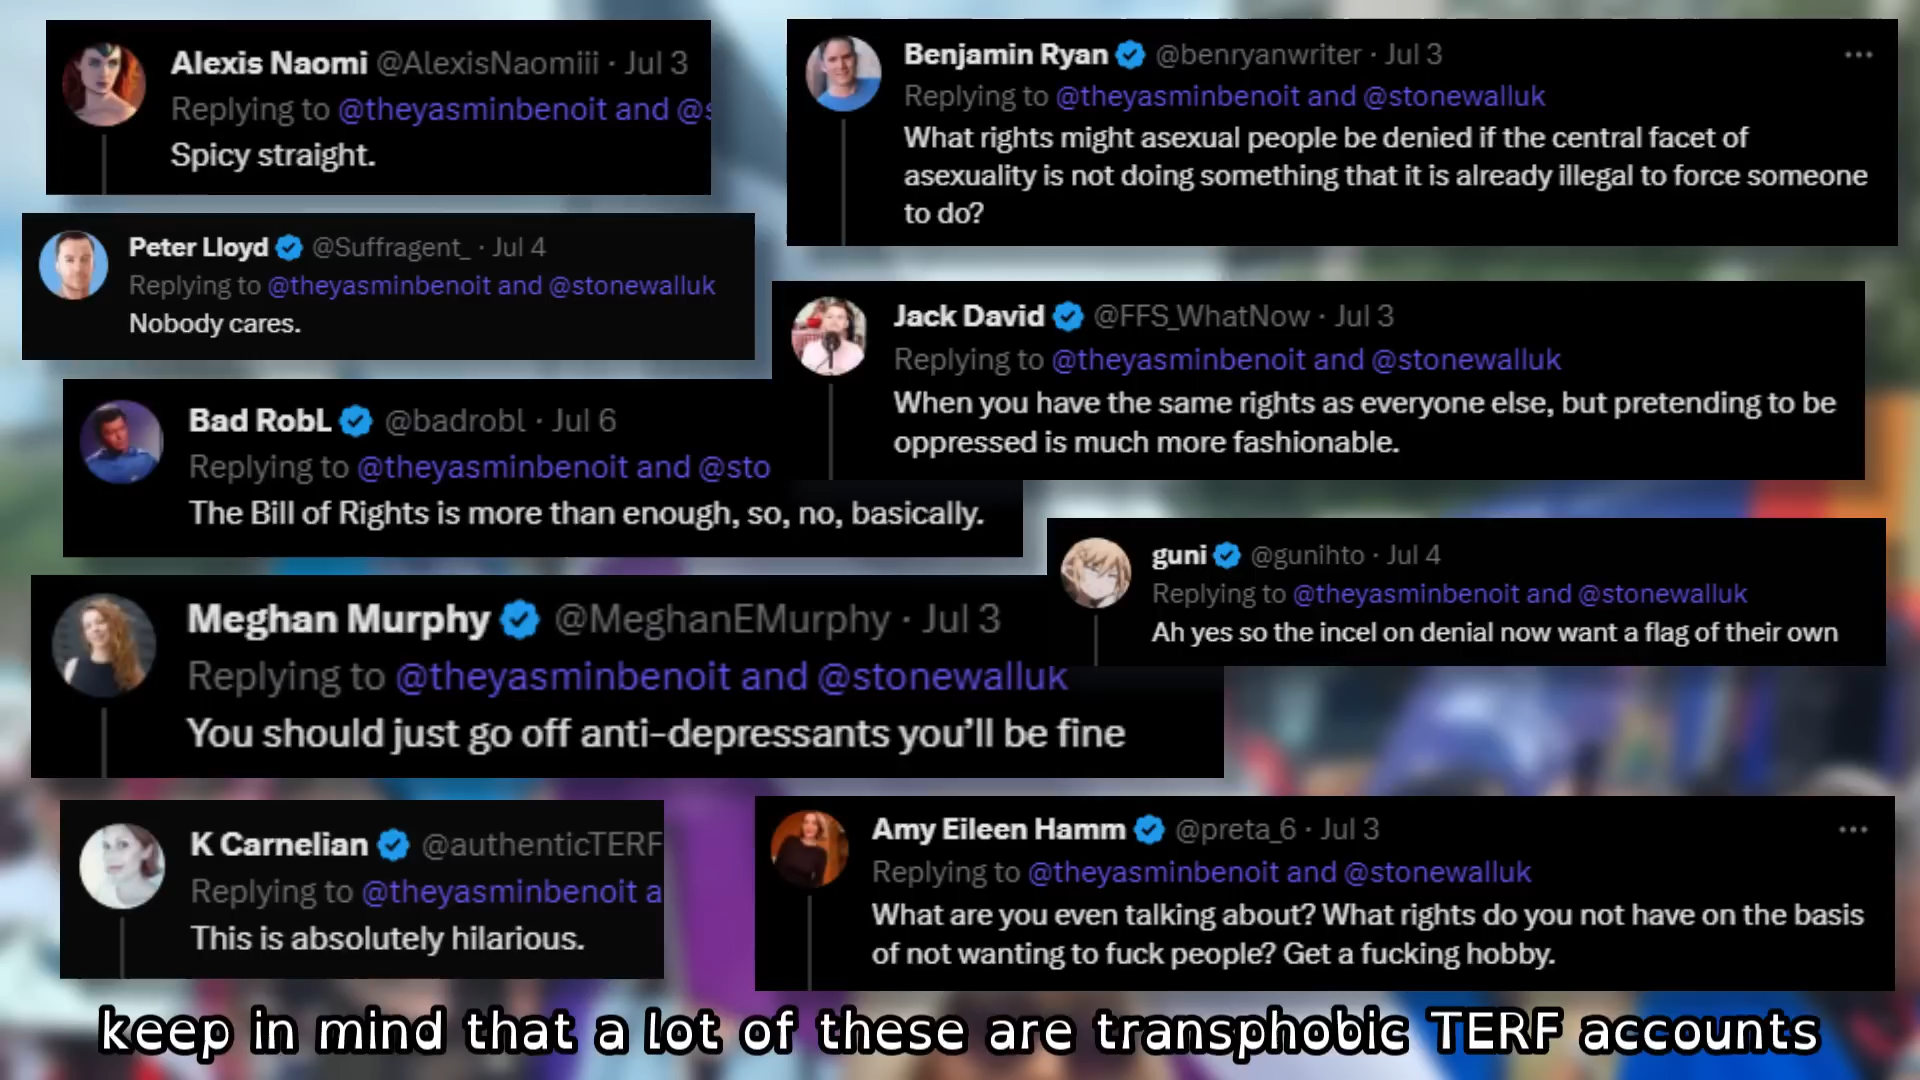 Alexis Naomi @AlexisNaomiii · Jul 3
Replying to @theyasminbenoit and @s
Spicy straight.
Benjamin Ryan @benryanwriter · Jul 3
Replying to @theyasminbenoit and @stonewalluk
What rights might asexual people be denied if the central facet of
asexuality is not doing something that it is already illegal to force someone
to do?
Peter Lloyd @Suffragent_ · Jul 4
Replying to @theyasminbenoit and @stonewalluk
Nobody cares.
Jack David @FFS_WhatNow · Jul 3
Replying to @theyasminbenoit and @stonewalluk
When you have the same rights as everyone else, but pretending to be
oppressed is much more fashionable.
Bad RobL @badrobl · Jul 6
Replying to @theyasminbenoit and @sto
The Bill of Rights is more than enough, so, no, basically.
guni @gunihto · Jul 4
Replying to @theyasminbenoit and @stonewalluk
Ah yes so the incel on denial now want a flag of their own
Meghan Murphy @MeghanEMurphy · Jul 3
Replying to @theyasminbenoit and @stonewalluk
You should just go off anti-depressants you'll be fine
K Carnelian @authenticTERF
Replying to @theyasminbenoit a
This is absolutely hilarious.
Amy Eileen Hamm @preta_6 · Jul 3
Replying to @theyasminbenoit and @stonewalluk
What are you even talking about? What rights do you not have on the basis
of not wanting to fuck people? Get a fucking hobby.
keep in mind that a lot of these are transphobic TERF accounts